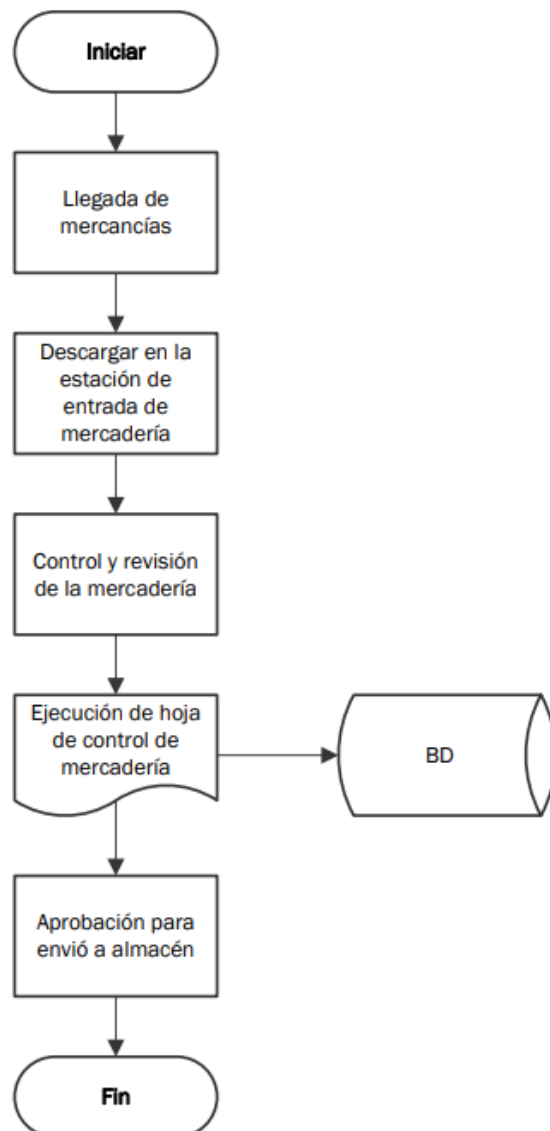 Iniciar
Llegada de
mercancías
Descargar en la
estación de
entrada de
mercadería
Control y revisión
de la mercadería
Ejecución de hoja
de control de
mercadería
BD
Aprobación para
envió a almacén
Fin